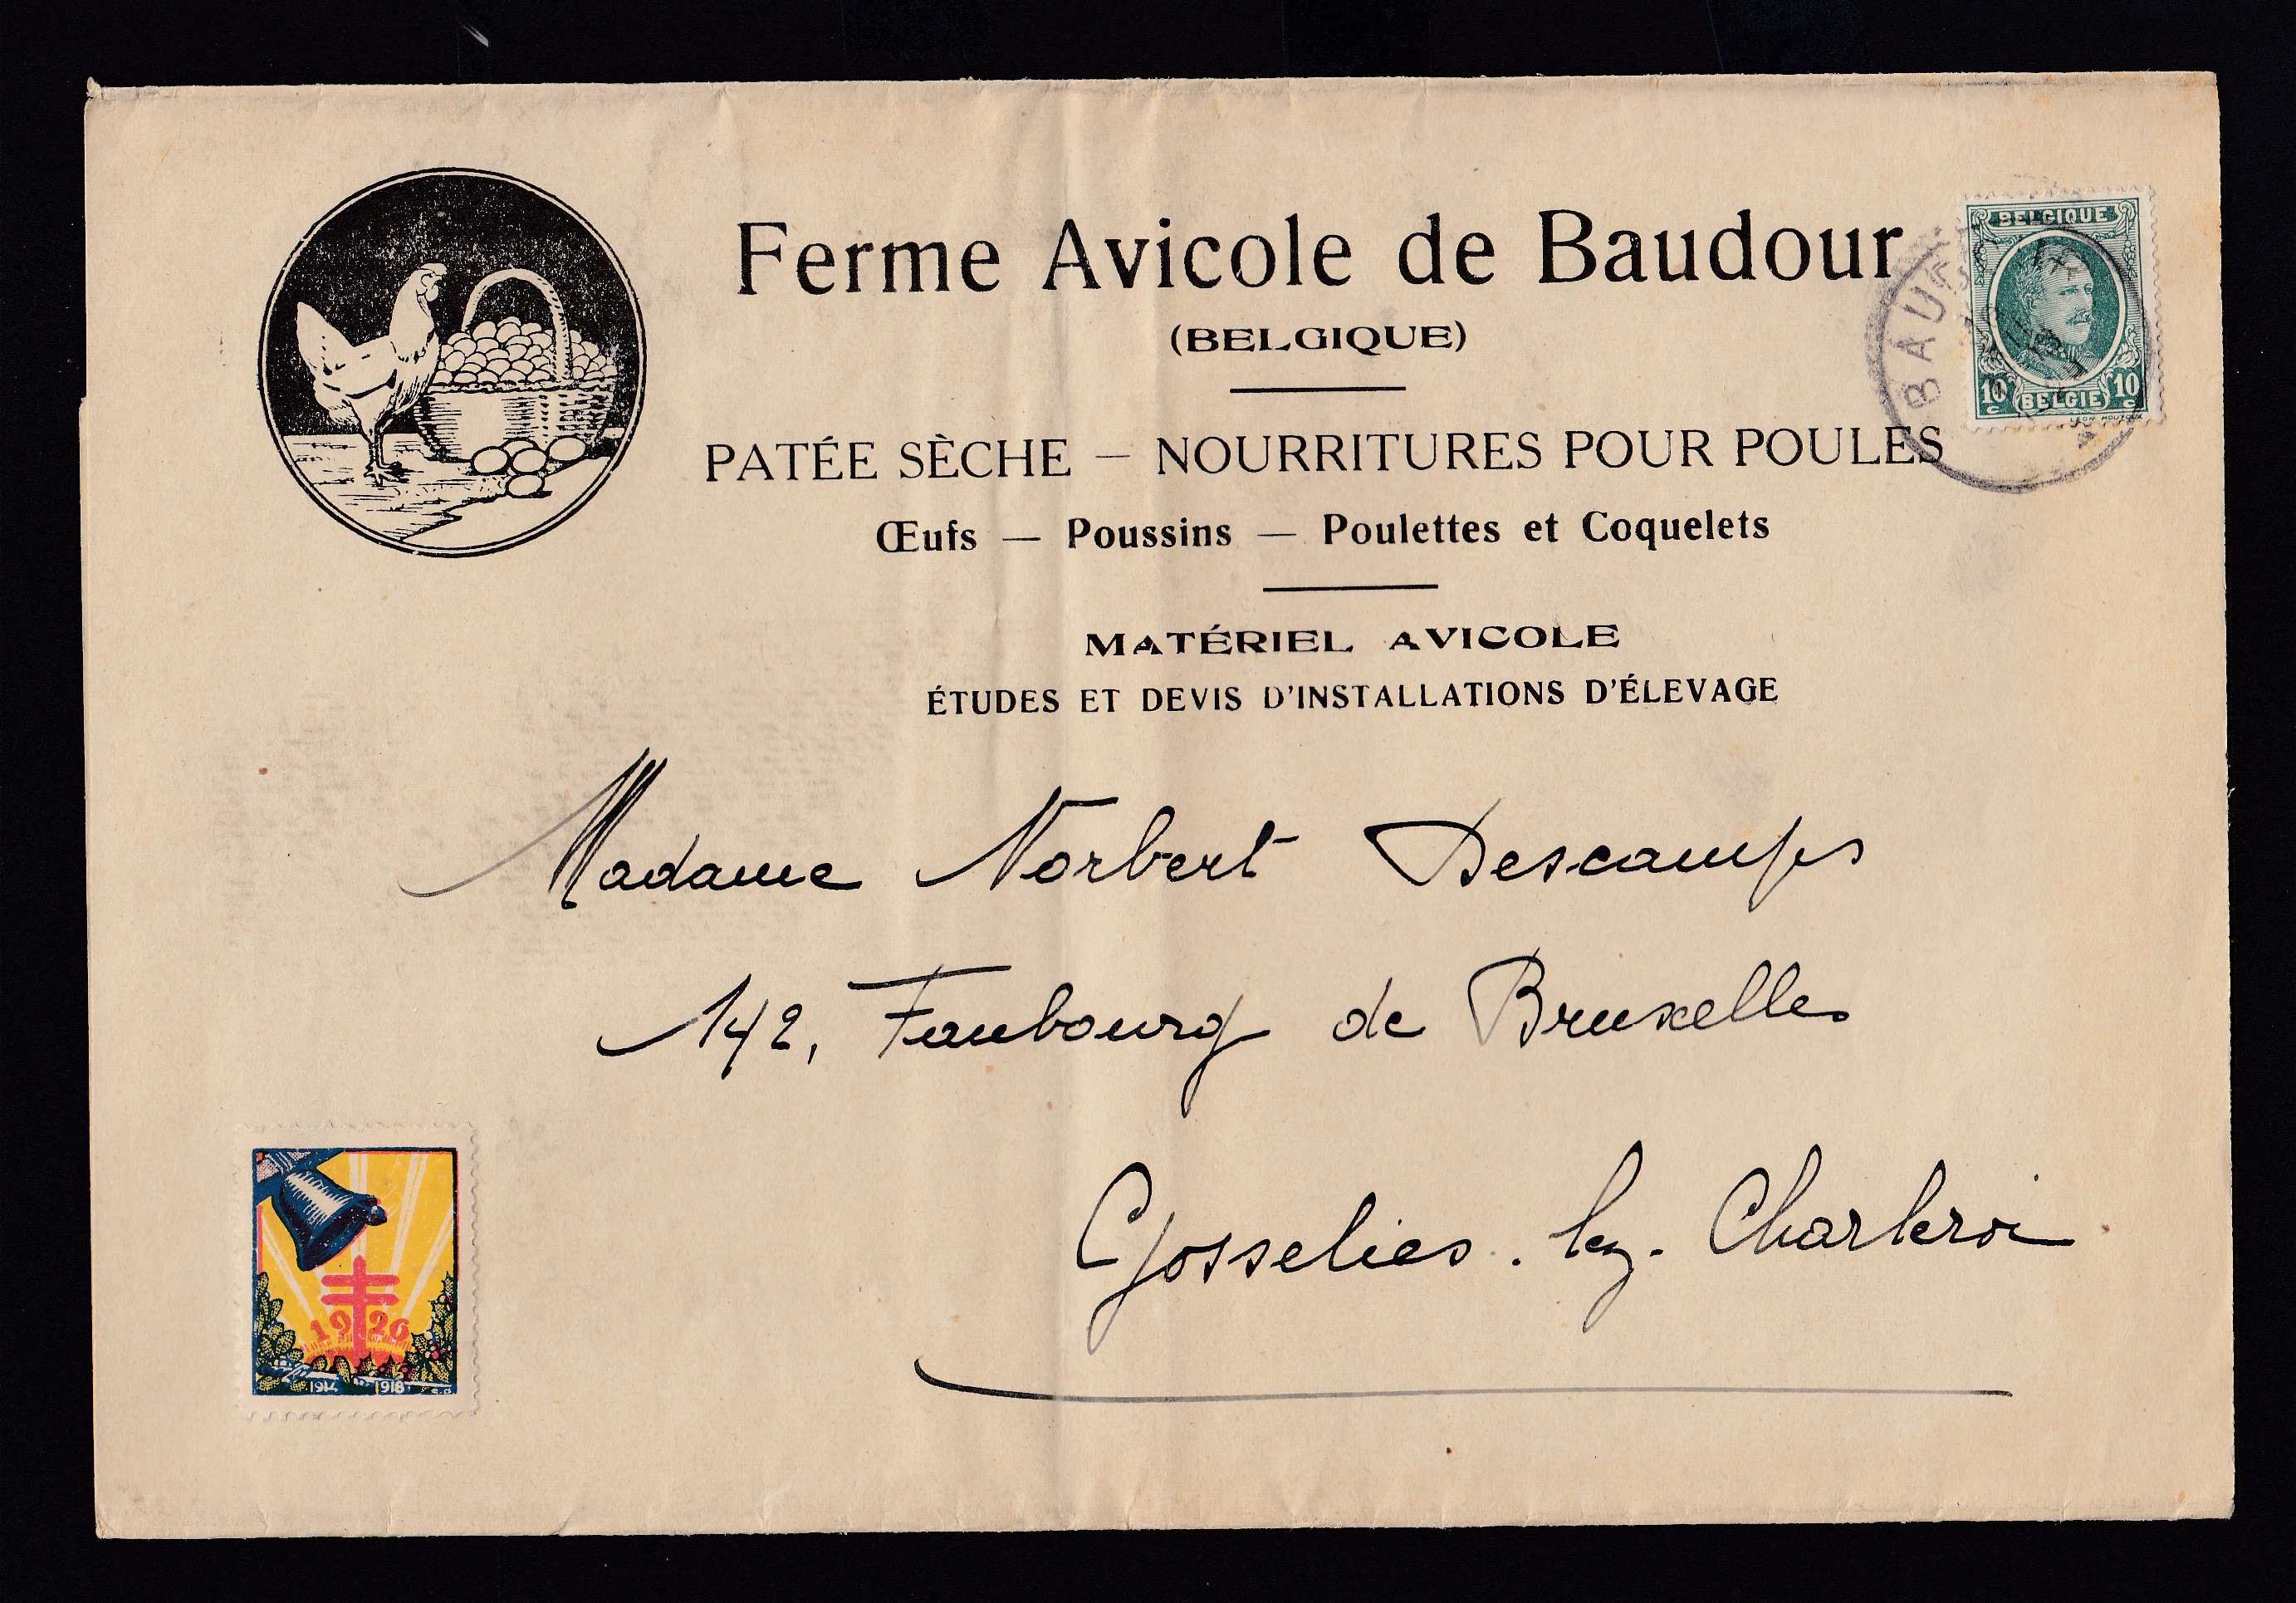 Ferme Avicole de Baudour
(BELGIQUE)
PATÉE SÈCHE — NOURRITURES POUR POULES
Œufs — Poussins — Poulettes et Coquelets
MATÉRIEL AVICOLE
ÉTUDES ET DEVIS D'INSTALLATIONS D'ÉLEVAGE
BELGIQUE
10 c BELGIE 10 c
BAU
Madame Norbert Descamps
142, Faubourg de Bruxelles
Gosselies. lez. Charleroi
1926
1914 1918